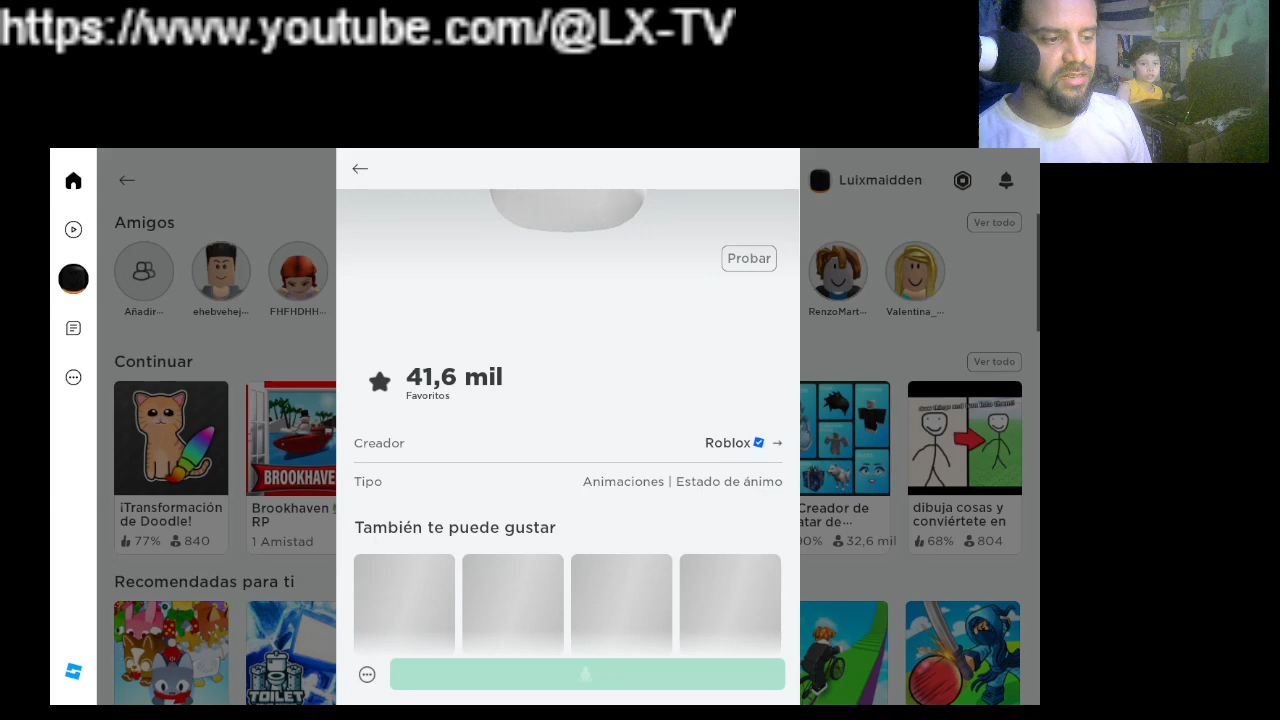 https://www.youtube.com/@LX-TV
Luixmaidden
Amigos
Ver todo
Probar
Añadir···
ehebvehej···
FHFHDHH···
RenzoMart···
Valentina_···
Continuar
Ver todo
41,6 mil
Favoritos
Creador
Roblox
Tipo
Animaciones | Estado de ánimo
BROOKHAVEN
¡Transformación
de Doodle!
77% 840
Brookhaven
RP
1 Amistad
Creador de
atar de···
90% 32,6 mil
dibuja cosas y
conviértete en
68% 804
También te puede gustar
Recomendadas para ti
TOILET